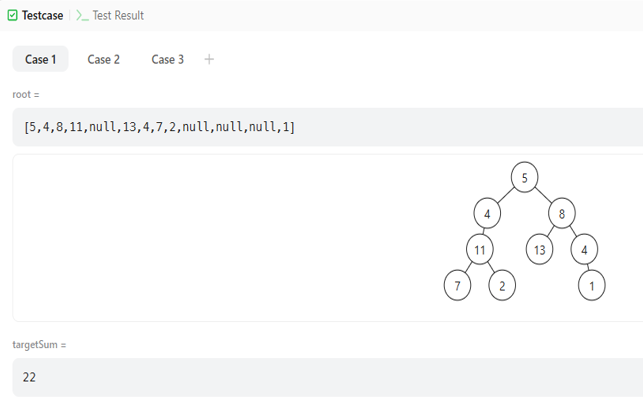 Testcase >_ Test Result
Case 1 Case 2 Case 3 +
root =
[5,4,8,11,null,13,4,7,2,null,null,null,1]
5
4 8
11 13 4
7 2 1
targetSum =
22